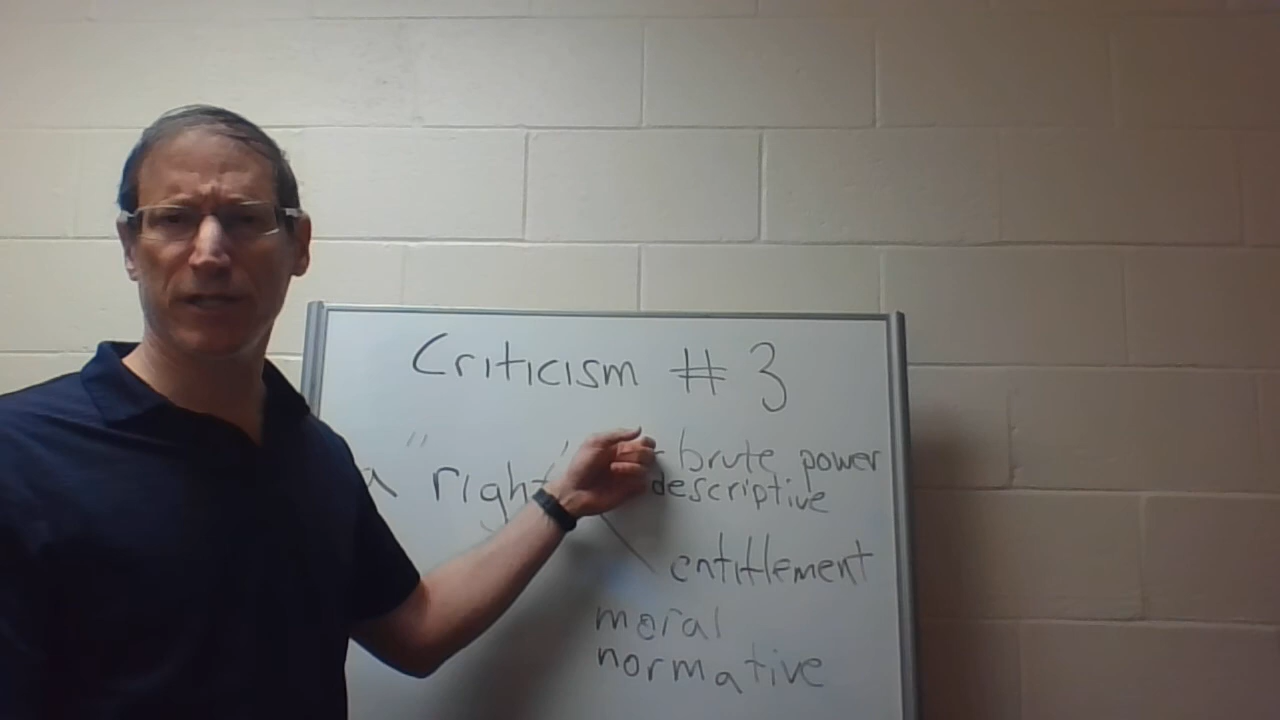 Criticism # 3
a "right" - brute power
descriptive
entitlement
moral
normative